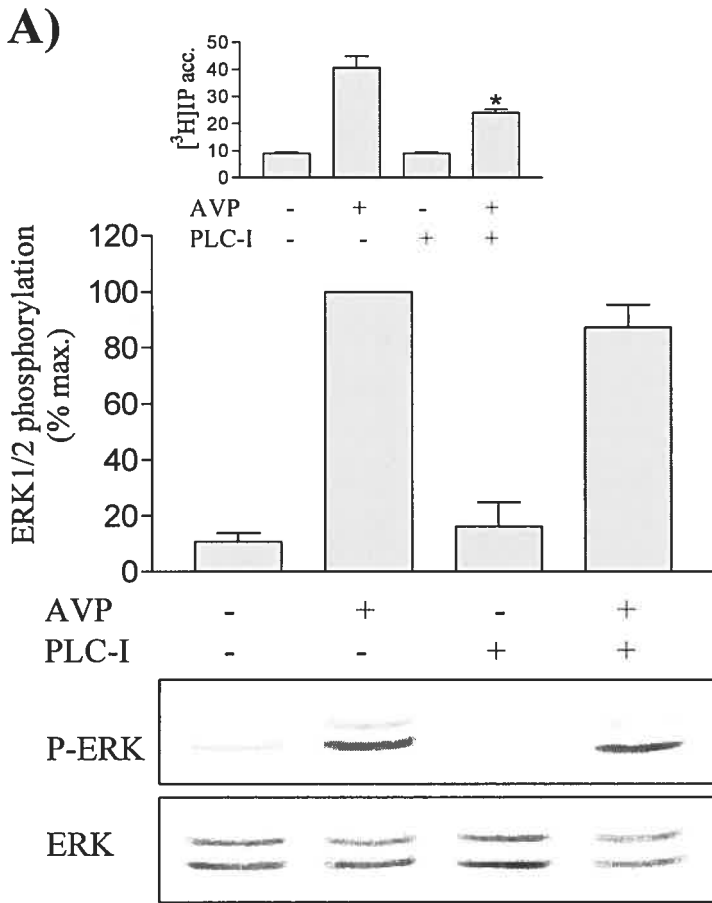 A)
[³H]IP acc.
50
40
30
20
10
0
*
AVP - + - +
PLC-I - - + +
ERK1/2 phosphorylation
(% max.)
120
100
80
60
40
20
0
AVP - + - +
PLC-I - - + +
P-ERK
ERK